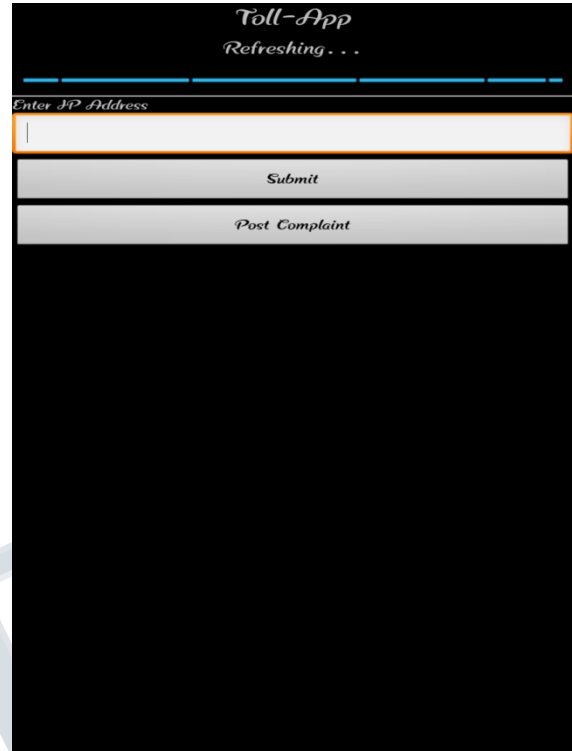 Toll-App
Refreshing...
Enter IP Address
Submit
Post Complaint